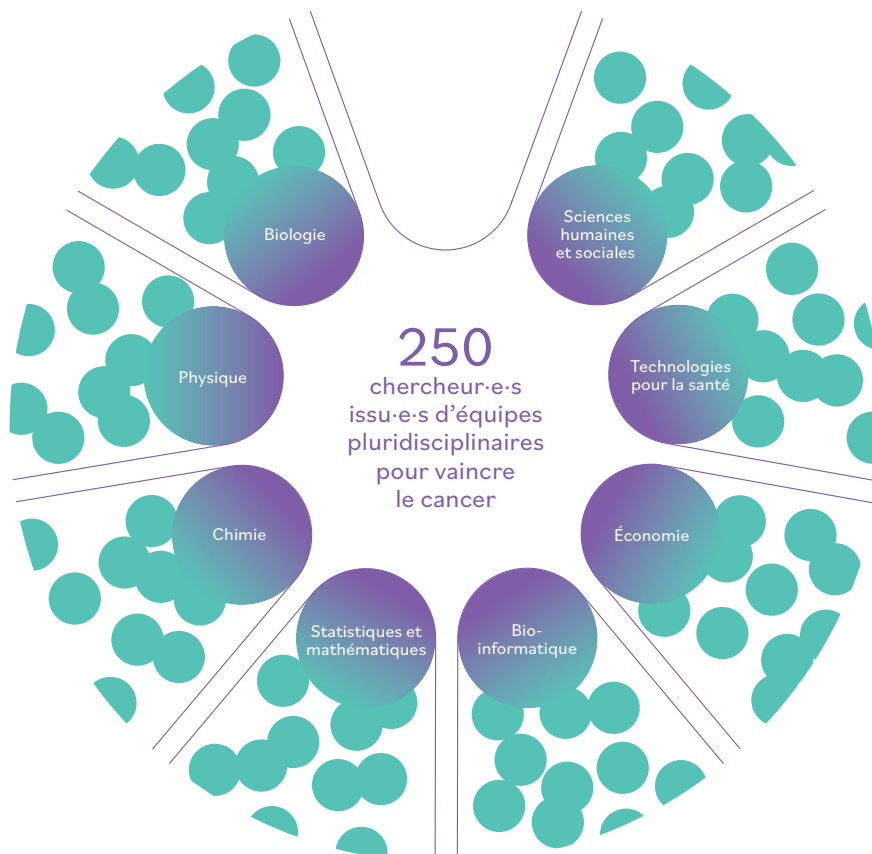 Biologie
Sciences
humaines
et sociales
Physique
250
chercheur·e·s
issu·e·s d’équipes
pluridisciplinaires
pour vaincre
le cancer
Technologies
pour la santé
Chimie
Économie
Statistiques et
mathématiques
Bio-
informatique